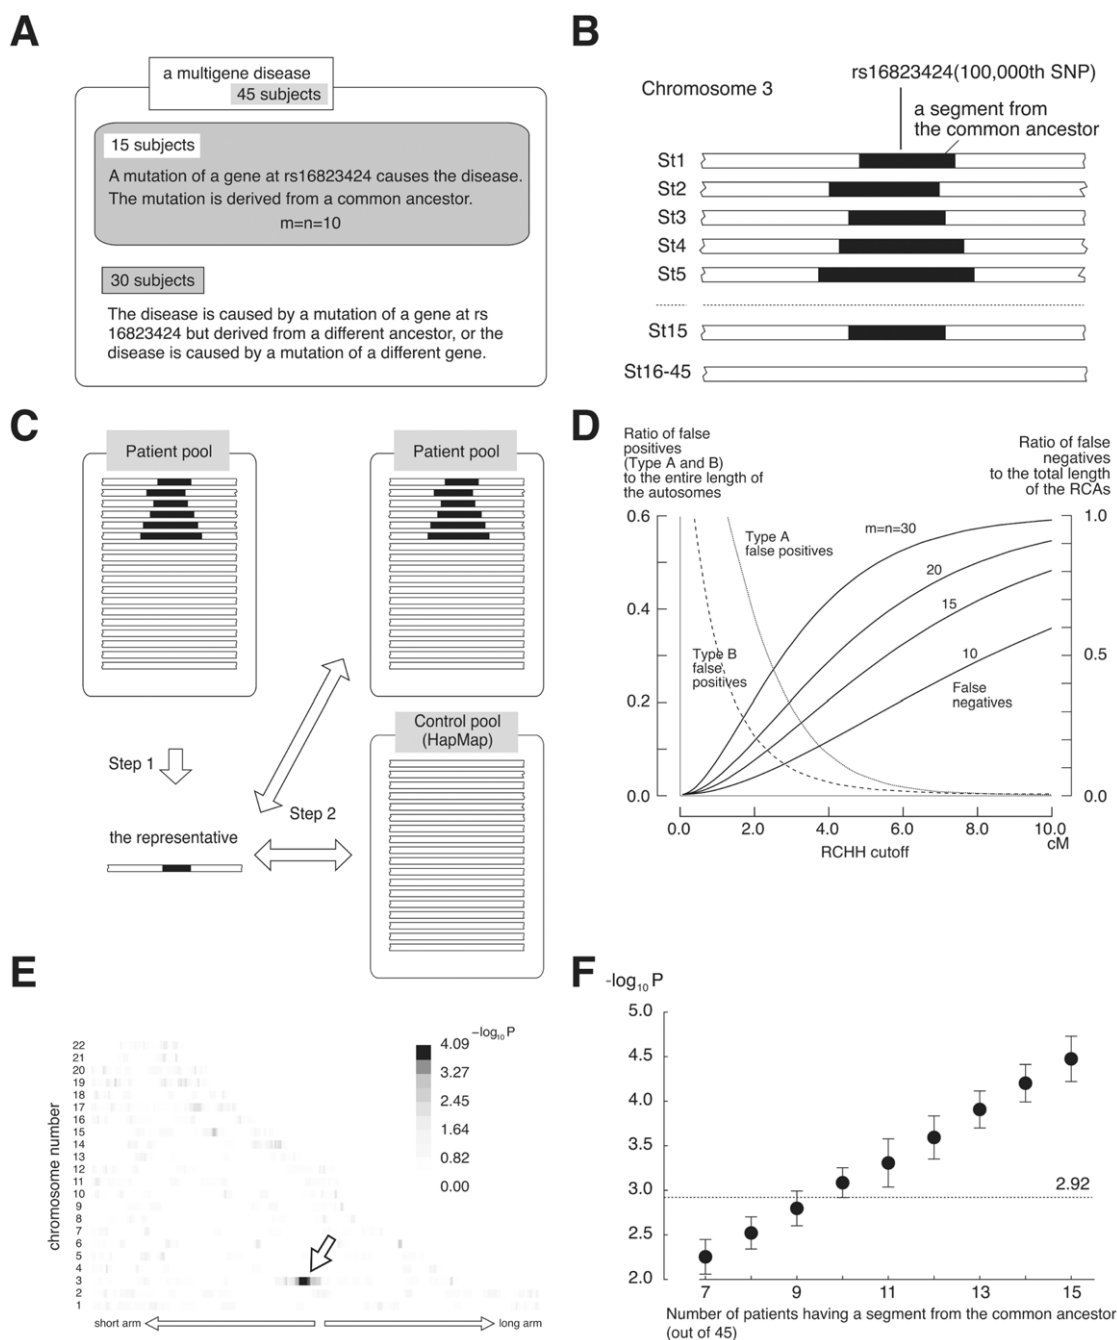 A
a multigene disease
45 subjects
15 subjects
A mutation of a gene at rs16823424 causes the disease.
The mutation is derived from a common ancestor.
m=n=10
30 subjects
The disease is caused by a mutation of a gene at rs
16823424 but derived from a different ancestor, or the
disease is caused by a mutation of a different gene.
B
rs16823424(100,000th SNP)
Chromosome 3
a segment from
the common ancestor
St1
St2
St3
St4
St5
St15
St16-45
C
Patient pool
Patient pool
Control pool
(HapMap)
Step 1
Step 2
the representative
D
Ratio of false
positives
(Type A and B)
to the entire length of
the autosomes
Ratio of false
negatives
to the total length
of the RCAs
0.6
0.4
0.2
0.0
1.0
0.5
0.0
m=n=30
20
15
10
Type A
false positives
Type B
false
positives
False
negatives
0.0 2.0 4.0 6.0 8.0 10.0
cM
RCHH cutoff
E
−log10 P
4.09
3.27
2.45
1.64
0.82
0.00
chromosome number
22
21
20
19
18
17
16
15
14
13
12
11
10
9
8
7
6
5
4
3
2
1
short arm
long arm
F
-log10 P
5.0
4.5
4.0
3.5
3.0
2.5
2.0
2.92
7 9 11 13 15
Number of patients having a segment from the common ancestor
(out of 45)